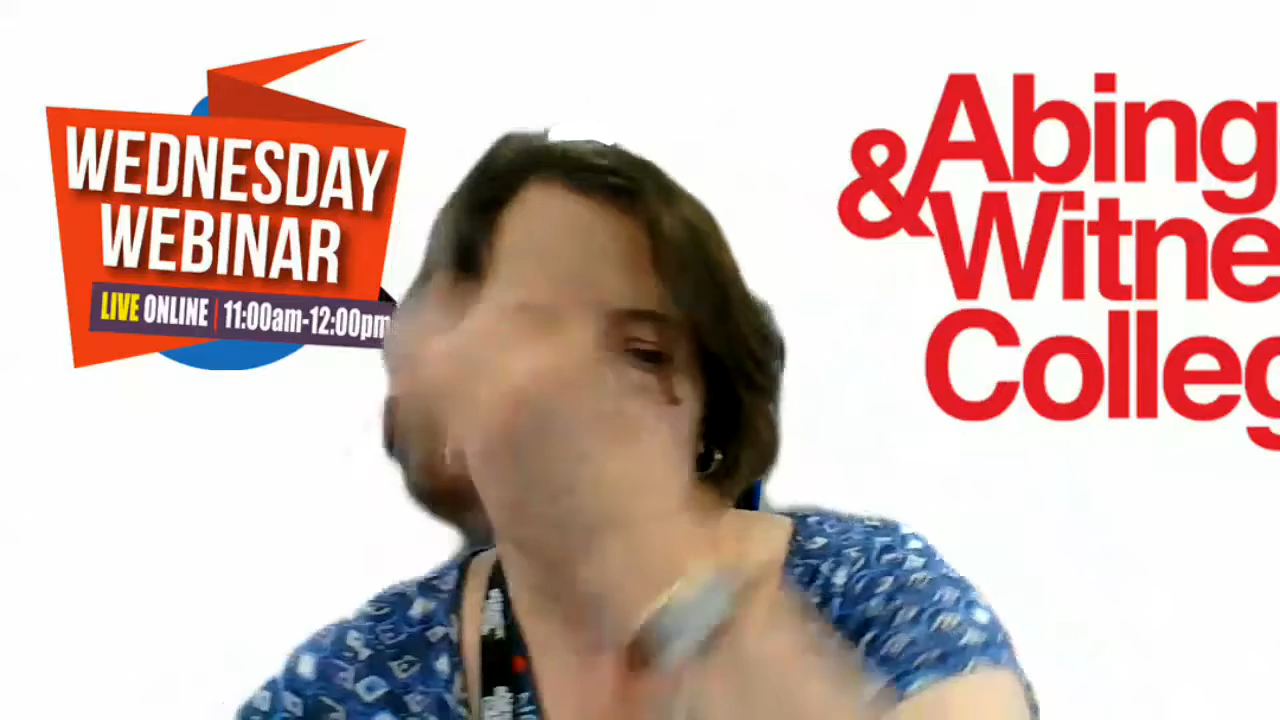 WEDNESDAY
WEBINAR
LIVE ONLINE | 11:00am-12:00pm
Abing
& Witne
Colleg